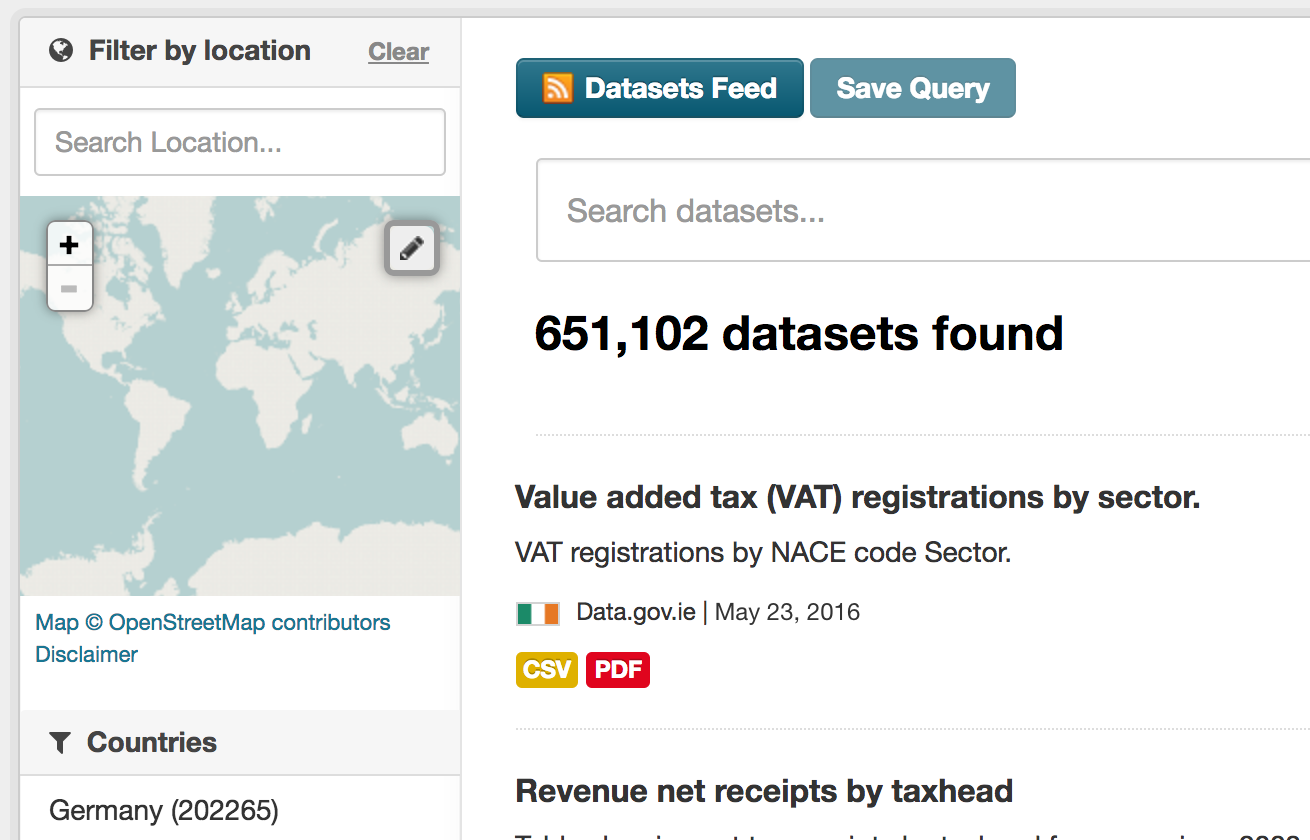 Filter by location Clear
Search Location...
+
-
Map © OpenStreetMap contributors
Disclaimer
Countries
Germany (202265)
Datasets Feed Save Query
Search datasets...
651,102 datasets found
Value added tax (VAT) registrations by sector.
VAT registrations by NACE code Sector.
Data.gov.ie | May 23, 2016
CSV PDF
Revenue net receipts by taxhead